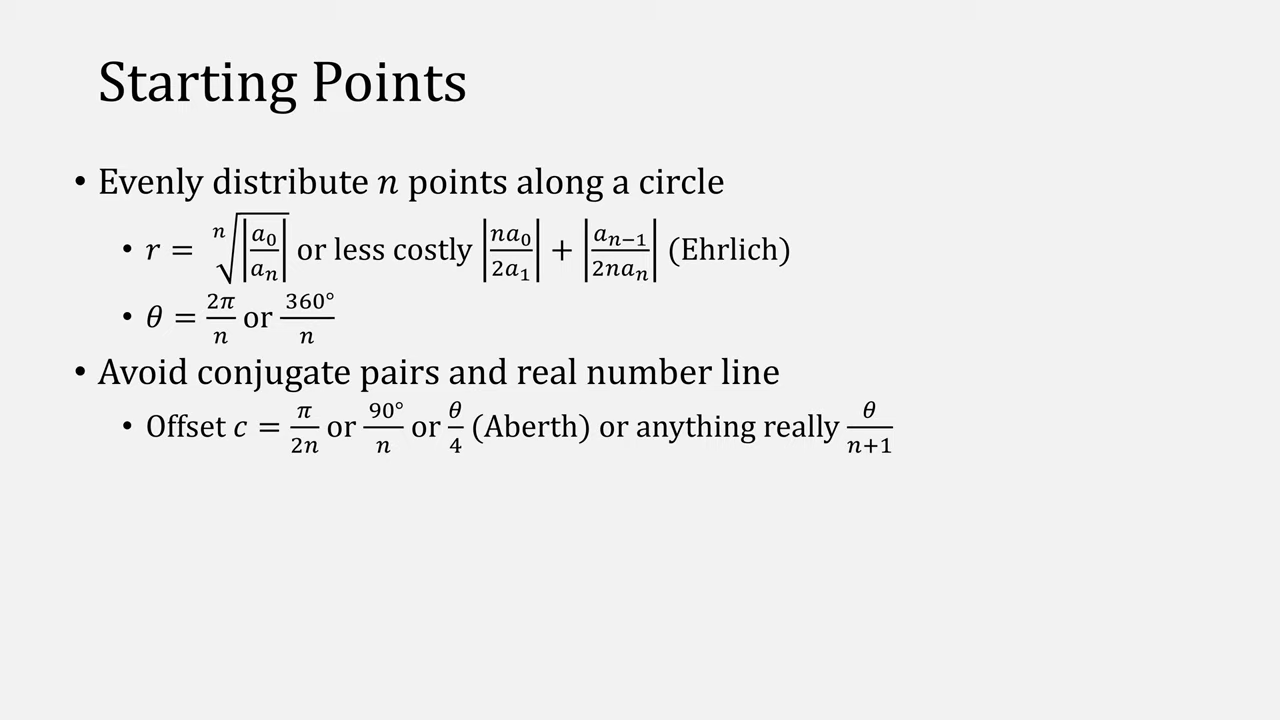 Starting Points
• Evenly distribute n points along a circle
• r = ⁿ√|a₀/aₙ| or less costly |na₀/2a₁| + |aₙ₋₁/2naₙ| (Ehrlich)
• θ = 2π/n or 360°/n
• Avoid conjugate pairs and real number line
• Offset c = π/2n or 90°/n or θ/4 (Aberth) or anything really θ/n+1